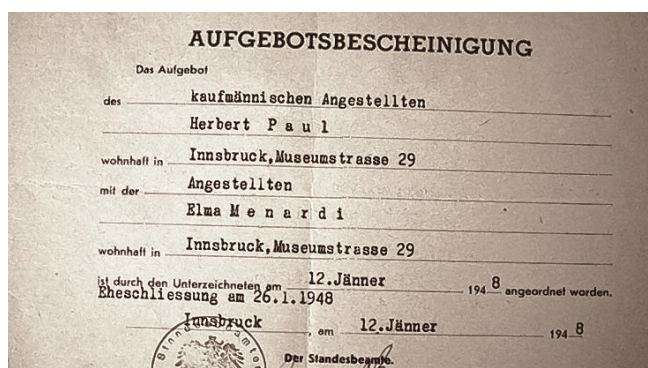 AUFGEBOTSBESCHEINIGUNG
Das Aufgebot
des kaufmännischen Angestellten
Herbert Paul
wohnhaft in Innsbruck,Museumstrasse 29
mit der Angestellten
Elma Menardi
wohnhaft in Innsbruck,Museumstrasse 29
ist durch den Unterzeichneten am 12.Jänner 1948 angeordnet worden.
Eheschliessung am 26.1.1948
Innsbruck, am 12.Jänner 1948
Der Standesbeamte.